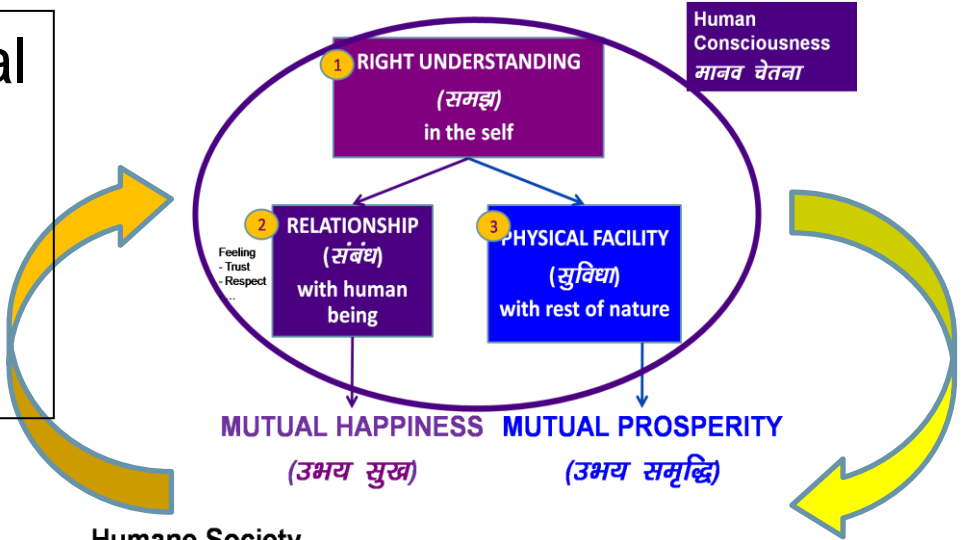 al
Human
Consciousness
मानव चेतना
1
RIGHT UNDERSTANDING
(समझ)
in the self
2
RELATIONSHIP
(संबंध)
with human
being
Feeling
- Trust
- Respect
...
3
PHYSICAL FACILITY
(सुविधा)
with rest of nature
MUTUAL HAPPINESS
(उभय सुख)
MUTUAL PROSPERITY
(उभय समृद्धि)
Humane Society